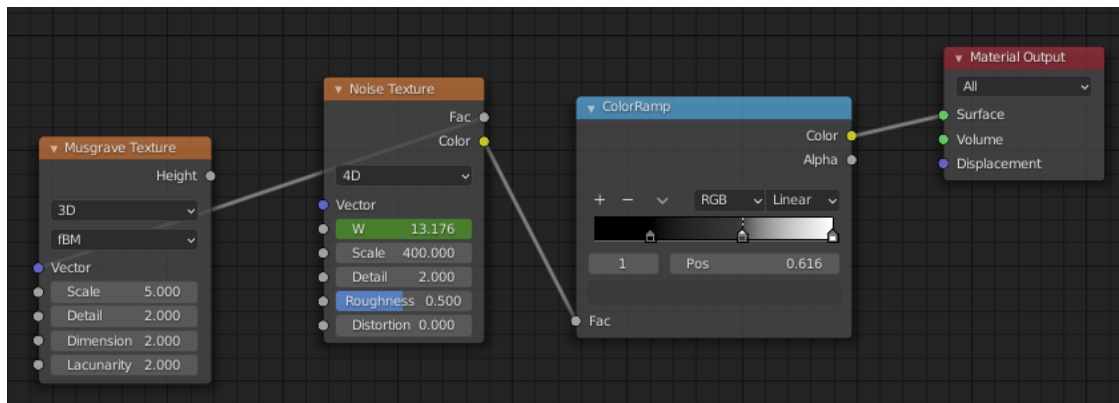 Musgrave Texture
Height
3D
fBM
Vector
Scale 5.000
Detail 2.000
Dimension 2.000
Lacunarity 2.000
Noise Texture
Fac
Color
4D
Vector
W 13.176
Scale 400.000
Detail 2.000
Roughness 0.500
Distortion 0.000
ColorRamp
Color
Alpha
+ − RGB Linear
1 Pos 0.616
Fac
Material Output
All
Surface
Volume
Displacement